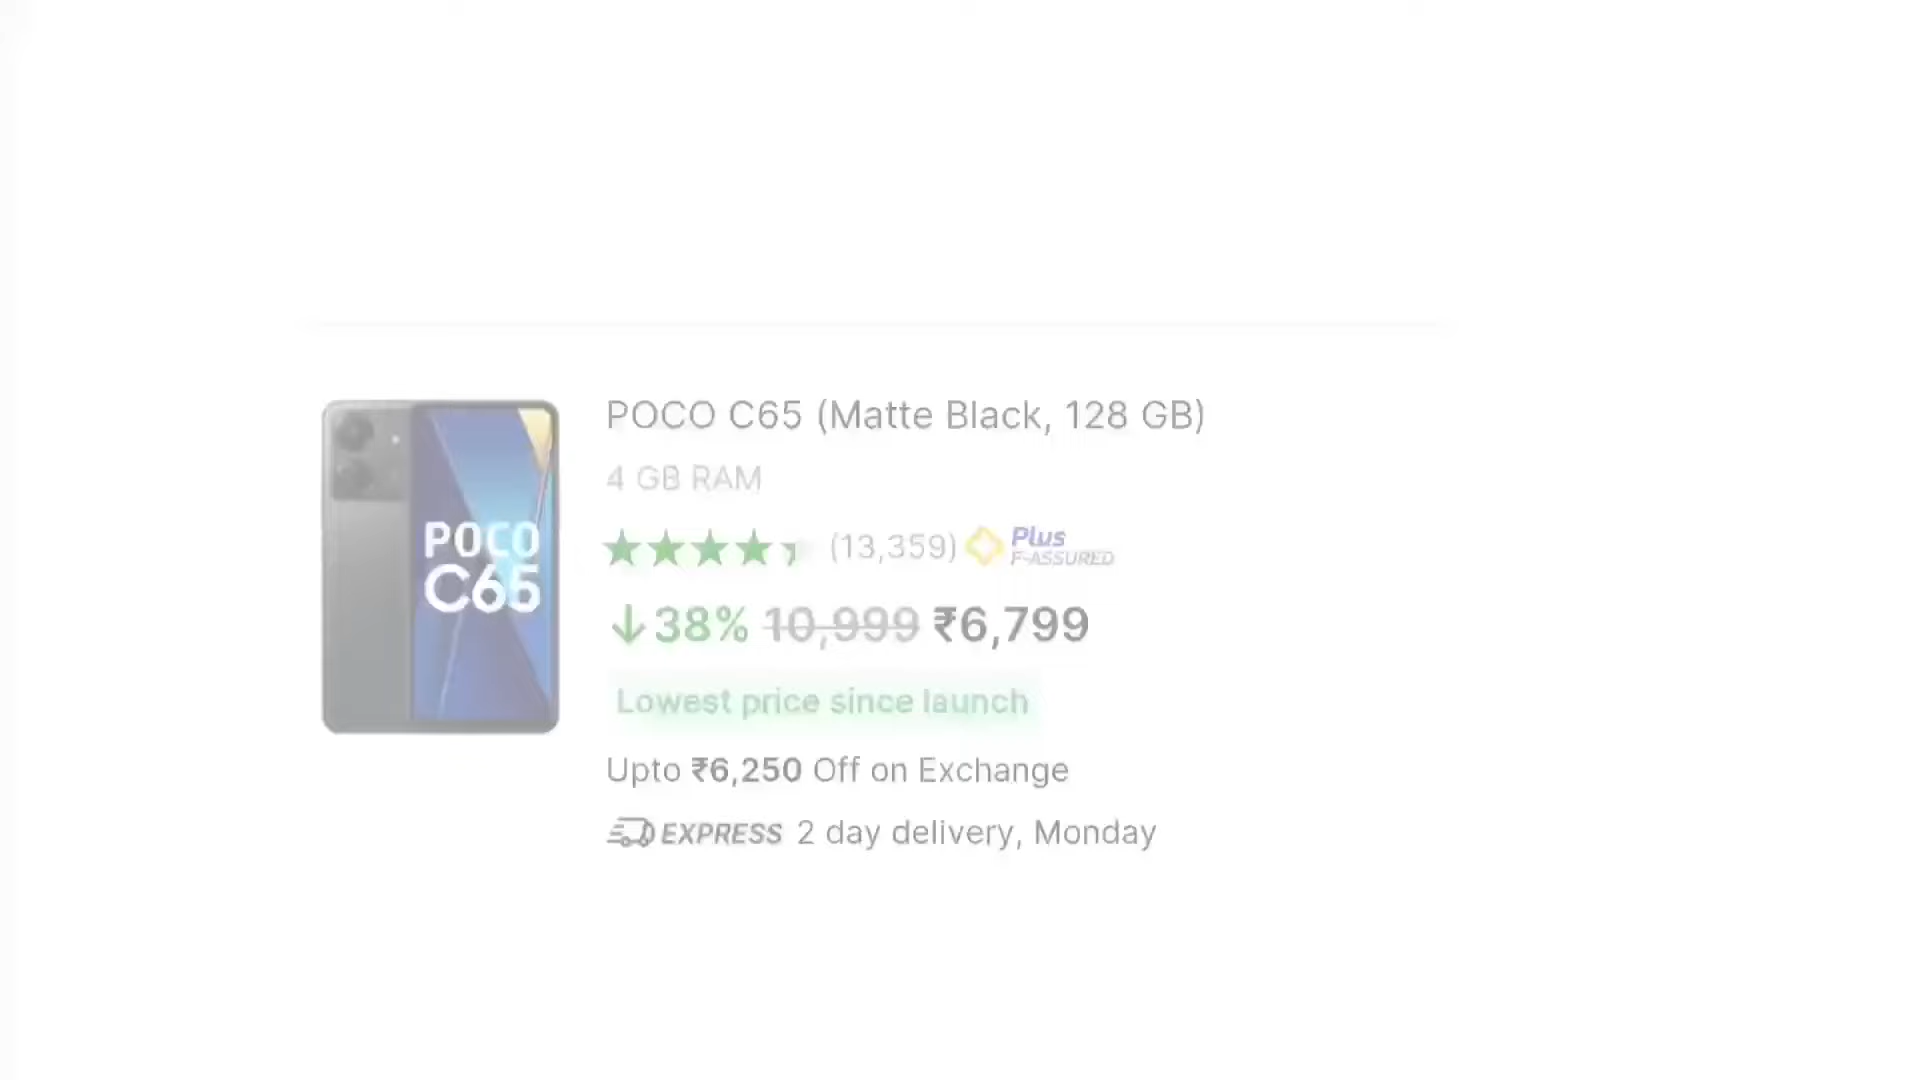 POCO C65 (Matte Black, 128 GB)
4 GB RAM
(13,359) Plus
F-ASSURED
POCO
C65
↓38% 10,999 ₹6,799
Lowest price since launch
Upto ₹6,250 Off on Exchange
EXPRESS 2 day delivery, Monday